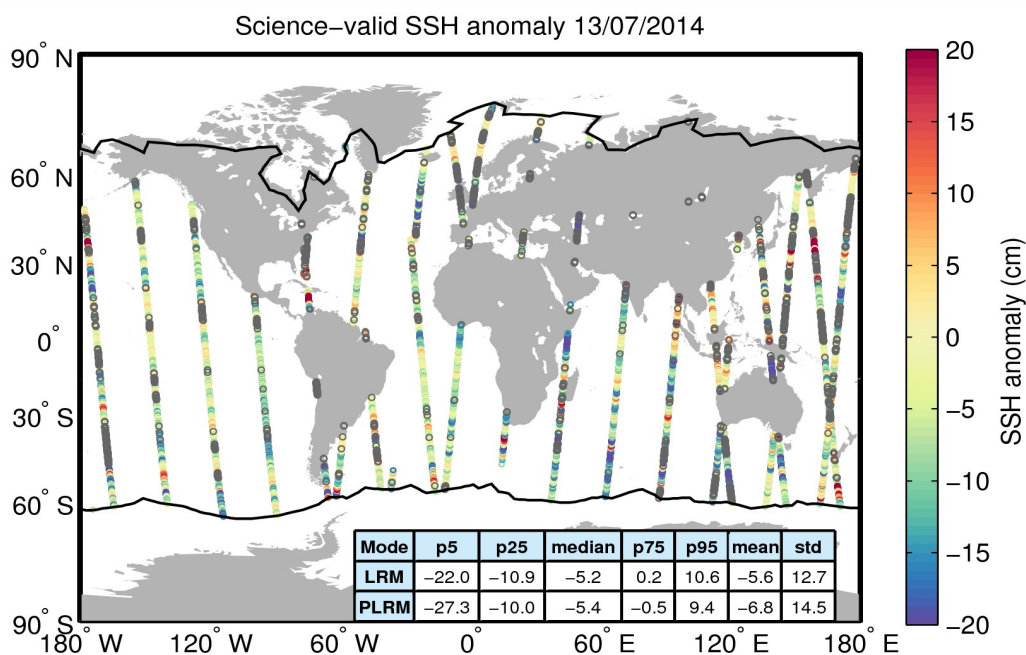 Science−valid SSH anomaly 13/07/2014
90° N
60° N
30° N
0°
30° S
60° S
90° S
180° W
120° W
60° W
0°
60° E
120° E
180° E
Mode p5 p25 median p75 p95 mean std
LRM −22.0 −10.9 −5.2 0.2 10.6 −5.6 12.7
PLRM −27.3 −10.0 −5.4 −0.5 9.4 −6.8 14.5
20
15
10
5
0
−5
−10
−15
−20
SSH anomaly (cm)